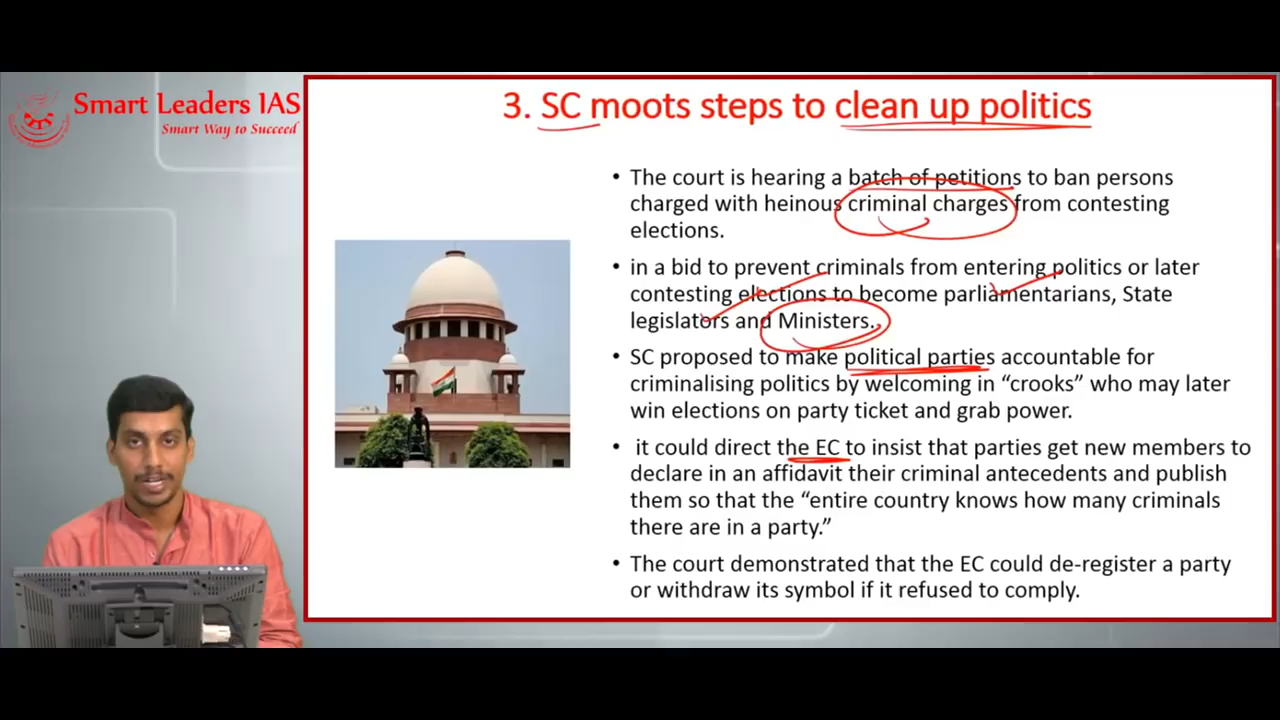 Smart Leaders IAS
Smart Way to Succeed
3. SC moots steps to clean up politics
• The court is hearing a batch of petitions to ban persons
charged with heinous criminal charges from contesting
elections.
• in a bid to prevent criminals from entering politics or later
contesting elections to become parliamentarians, State
legislators and Ministers..
• SC proposed to make political parties accountable for
criminalising politics by welcoming in “crooks” who may later
win elections on party ticket and grab power.
• it could direct the EC to insist that parties get new members to
declare in an affidavit their criminal antecedents and publish
them so that the “entire country knows how many criminals
there are in a party.”
• The court demonstrated that the EC could de-register a party
or withdraw its symbol if it refused to comply.